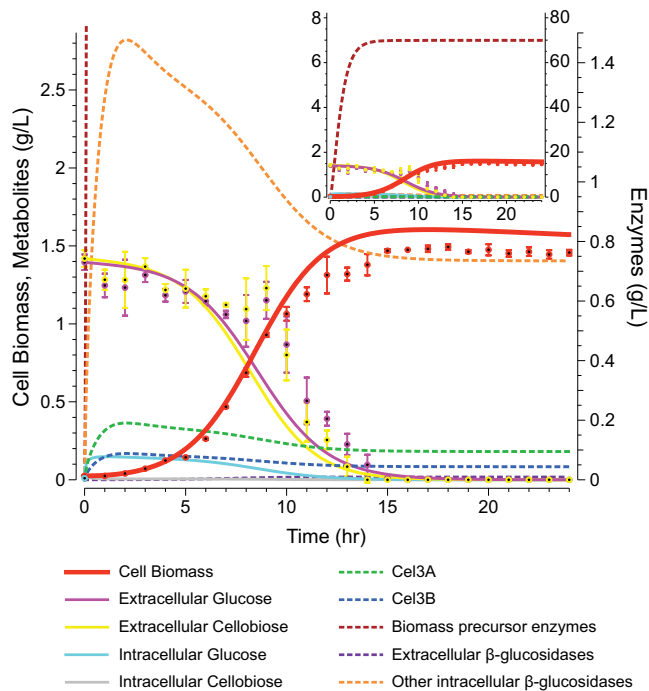 8
6
4
2
0
80
60
40
20
0
0
5
10
15
20
2.5
2
1.5
1
0.5
0
1.4
1.2
1
0.8
0.6
0.4
0.2
0
Cell Biomass, Metabolites (g/L)
Enzymes (g/L)
0
5
10
15
20
Time (hr)
Cell Biomass
Extracellular Glucose
Extracellular Cellobiose
Intracellular Glucose
Intracellular Cellobiose
Cel3A
Cel3B
Biomass precursor enzymes
Extracellular β-glucosidases
Other intracellular β-glucosidases